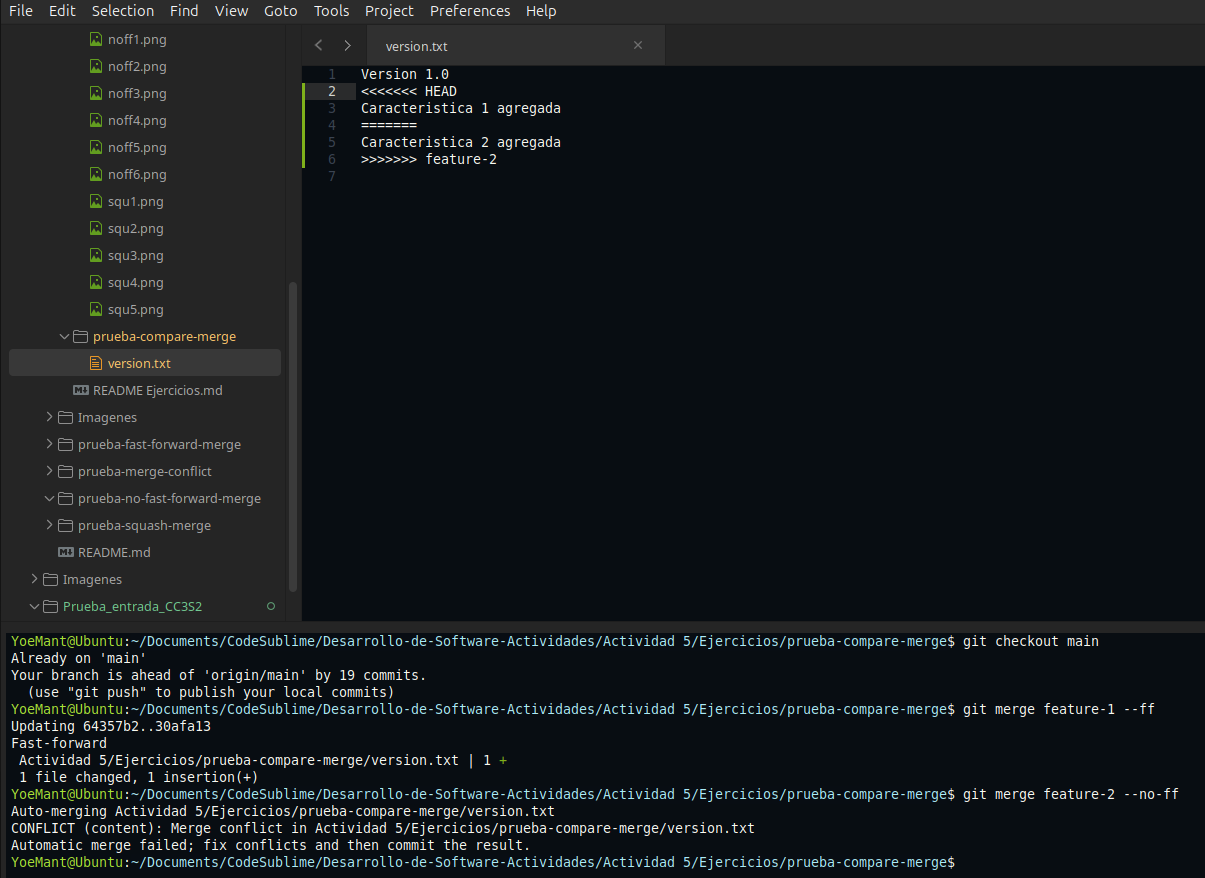 File Edit Selection Find View Goto Tools Project Preferences Help
noff1.png
noff2.png
noff3.png
noff4.png
noff5.png
noff6.png
squ1.png
squ2.png
squ3.png
squ4.png
squ5.png
prueba-compare-merge
version.txt
README Ejercicios.md
Imagenes
prueba-fast-forward-merge
prueba-merge-conflict
prueba-no-fast-forward-merge
prueba-squash-merge
README.md
Imagenes
Prueba_entrada_CC3S2
version.txt
1 Version 1.0
2 <<<<<<< HEAD
3 Caracteristica 1 agregada
4 =======
5 Caracteristica 2 agregada
6 >>>>>>> feature-2
7
YoeMant@Ubuntu:~/Documents/CodeSublime/Desarrollo-de-Software-Actividades/Actividad 5/Ejercicios/prueba-compare-merge$ git checkout main
Already on 'main'
Your branch is ahead of 'origin/main' by 19 commits.
  (use "git push" to publish your local commits)
YoeMant@Ubuntu:~/Documents/CodeSublime/Desarrollo-de-Software-Actividades/Actividad 5/Ejercicios/prueba-compare-merge$ git merge feature-1 --ff
Updating 64357b2..30afa13
Fast-forward
 Actividad 5/Ejercicios/prueba-compare-merge/version.txt | 1 +
 1 file changed, 1 insertion(+)
YoeMant@Ubuntu:~/Documents/CodeSublime/Desarrollo-de-Software-Actividades/Actividad 5/Ejercicios/prueba-compare-merge$ git merge feature-2 --no-ff
Auto-merging Actividad 5/Ejercicios/prueba-compare-merge/version.txt
CONFLICT (content): Merge conflict in Actividad 5/Ejercicios/prueba-compare-merge/version.txt
Automatic merge failed; fix conflicts and then commit the result.
YoeMant@Ubuntu:~/Documents/CodeSublime/Desarrollo-de-Software-Actividades/Actividad 5/Ejercicios/prueba-compare-merge$